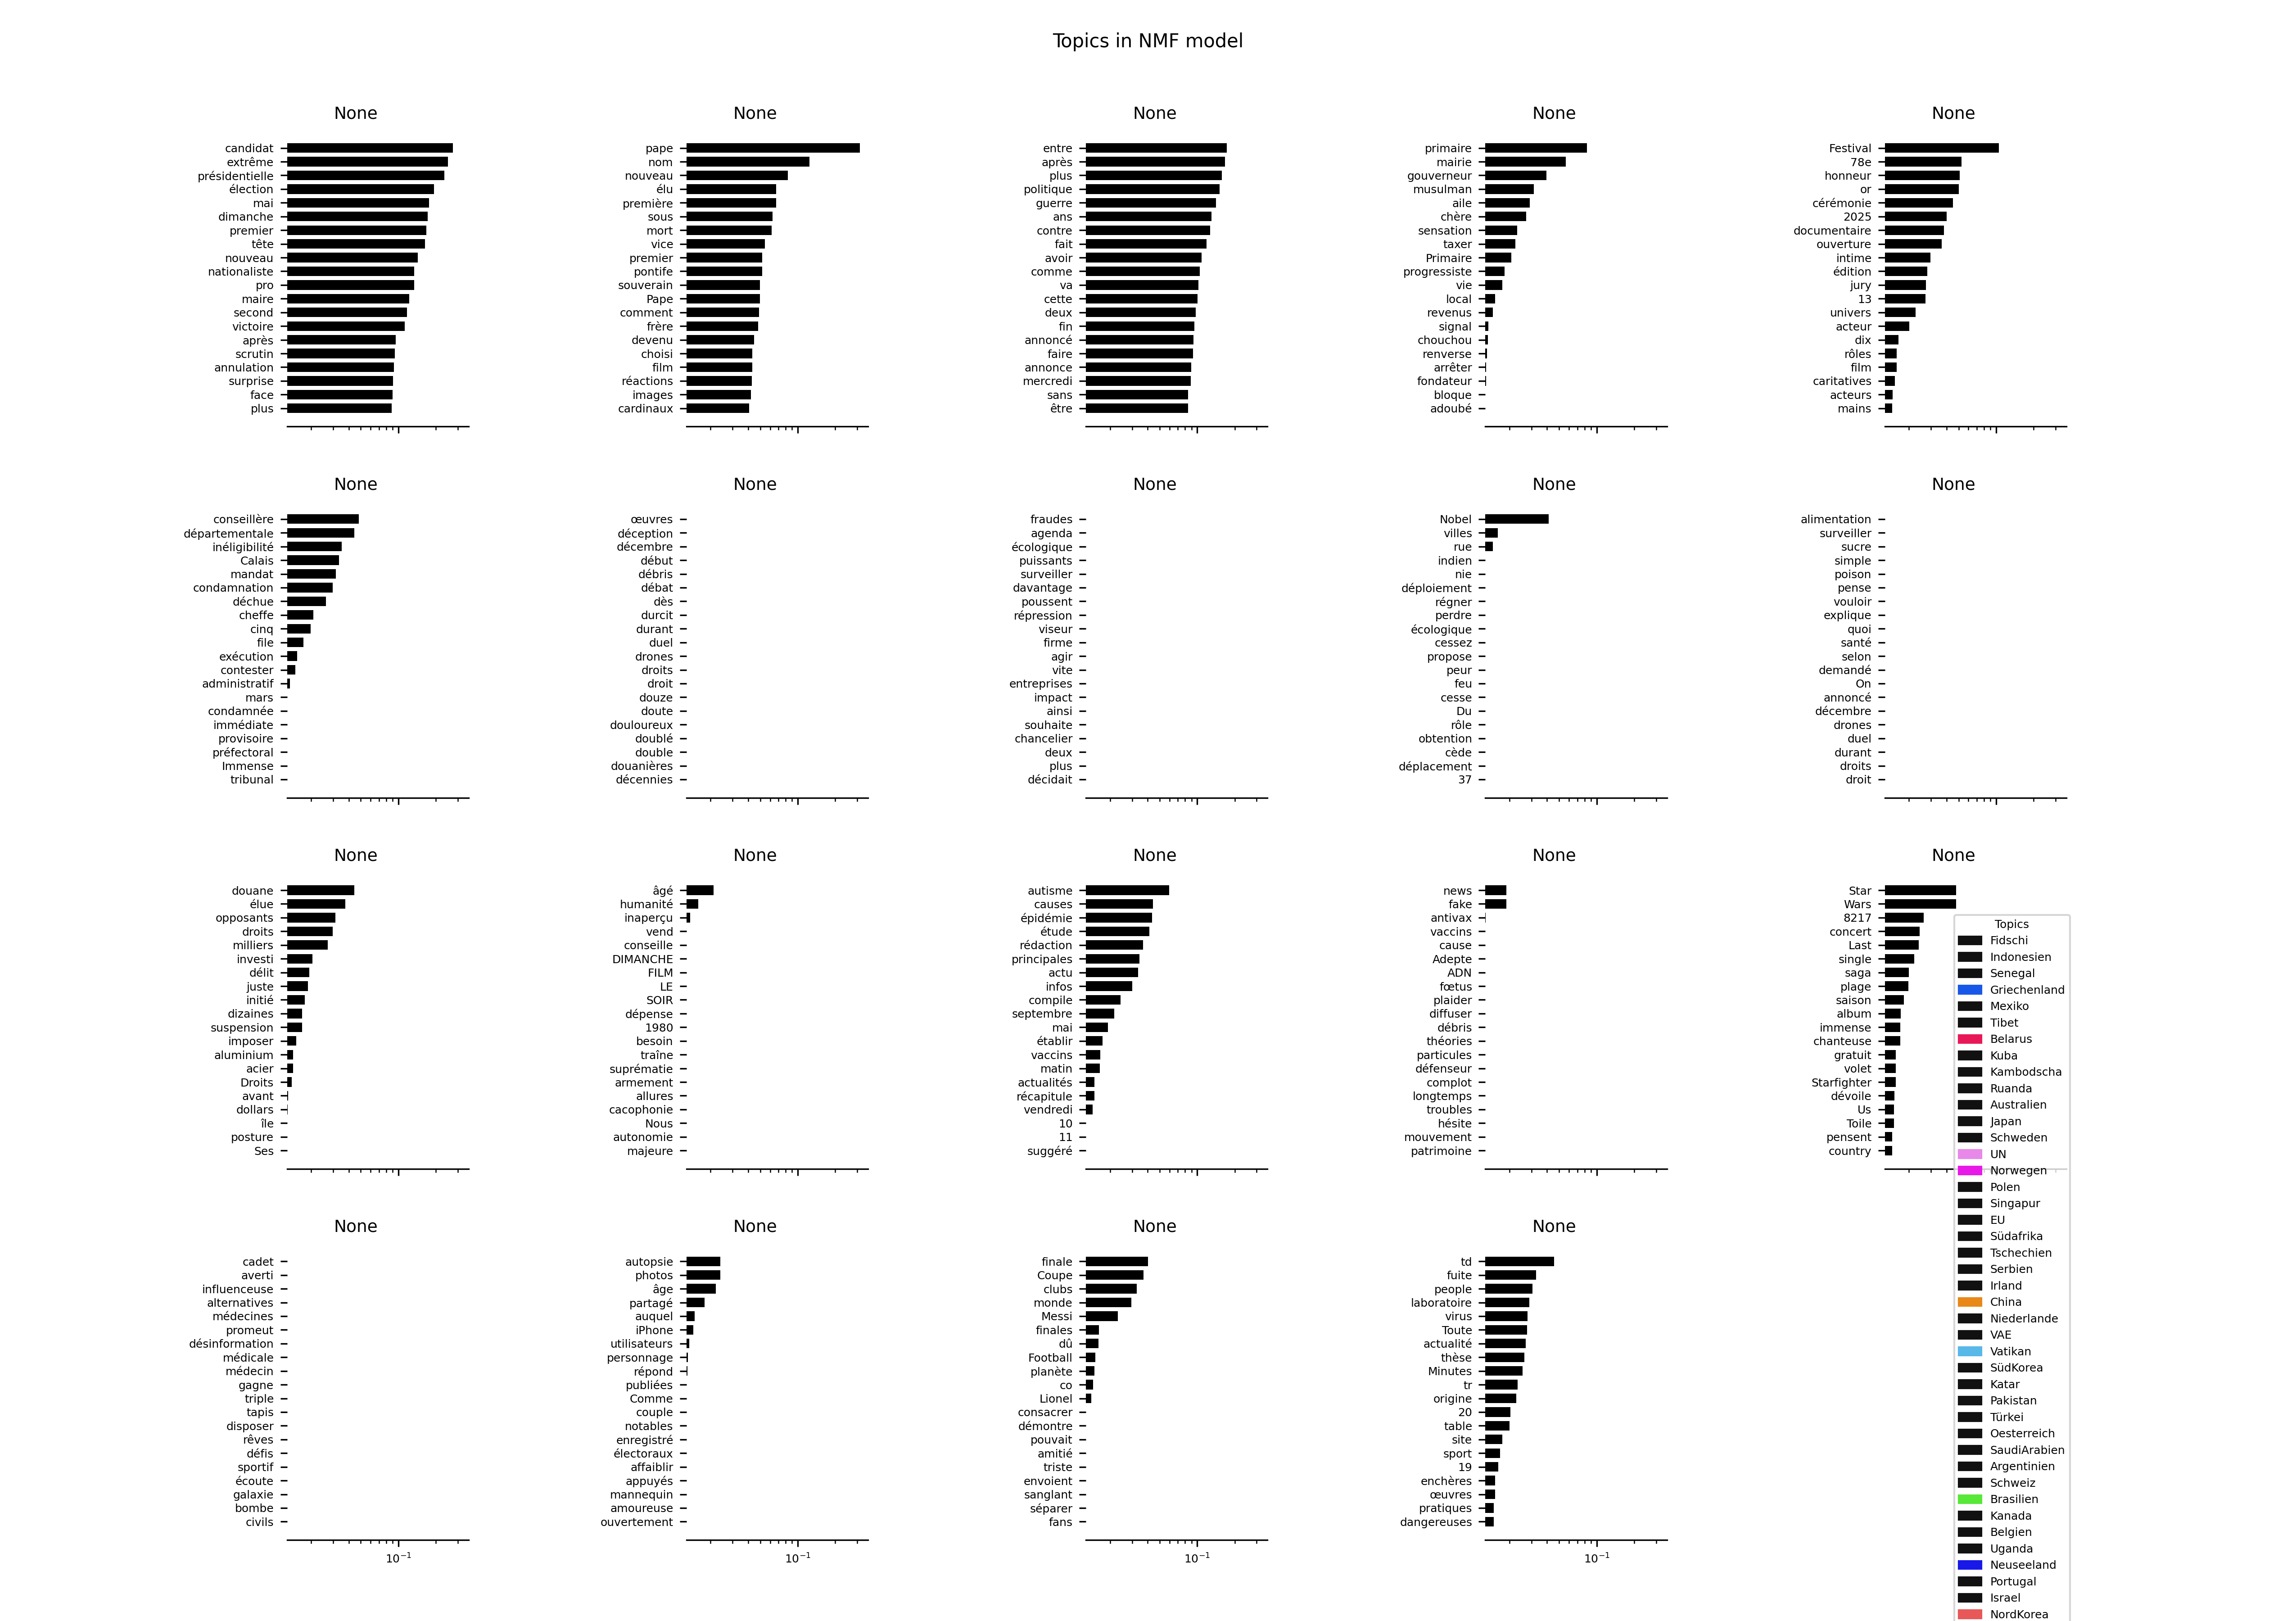 Topics in NMF model
None
candidat
extrême
présidentielle
élection
mai
dimanche
premier
tête
nouveau
nationaliste
pro
maire
second
victoire
après
scrutin
annulation
surprise
face
plus
None
pape
nom
nouveau
élu
première
sous
mort
vice
premier
pontife
souverain
Pape
comment
frère
devenu
choisi
film
réactions
images
cardinaux
None
entre
après
plus
politique
guerre
ans
contre
fait
avoir
comme
va
cette
deux
fin
annoncé
faire
annonce
mercredi
sans
être
None
primaire
mairie
gouverneur
musulman
aile
chère
sensation
taxer
Primaire
progressiste
vie
local
revenus
signal
chouchou
renverse
arrêter
fondateur
bloque
adoubé
None
Festival
78e
honneur
or
cérémonie
2025
documentaire
ouverture
intime
édition
jury
13
univers
acteur
dix
rôles
film
caritatives
acteurs
mains
None
conseillère
départementale
inéligibilité
Calais
mandat
condamnation
déchue
cheffe
cinq
file
exécution
contester
administratif
mars
condamnée
immédiate
provisoire
préfectoral
Immense
tribunal
None
œuvres
déception
décembre
début
débris
débat
dès
durcit
durant
duel
drones
droits
droit
douze
doute
douloureux
doublé
double
douanières
décennies
None
fraudes
agenda
écologique
puissants
surveiller
davantage
poussent
répression
viseur
firme
agir
vite
entreprises
impact
ainsi
souhaite
chancelier
deux
plus
décidait
None
Nobel
villes
rue
indien
nie
déploiement
régner
perdre
écologique
cessez
propose
peur
feu
cesse
Du
rôle
obtention
cède
déplacement
37
None
alimentation
surveiller
sucre
simple
poison
pense
vouloir
explique
quoi
santé
selon
demandé
On
annoncé
décembre
drones
duel
durant
droits
droit
None
douane
élue
opposants
droits
milliers
investi
délit
juste
initié
dizaines
suspension
imposer
aluminium
acier
Droits
avant
dollars
île
posture
Ses
None
âgé
humanité
inaperçu
vend
conseille
DIMANCHE
FILM
LE
SOIR
dépense
1980
besoin
traîne
suprématie
armement
allures
cacophonie
Nous
autonomie
majeure
None
autisme
causes
épidémie
étude
rédaction
principales
actu
infos
compile
septembre
mai
établir
vaccins
matin
actualités
récapitule
vendredi
10
11
suggéré
None
news
fake
antivax
vaccins
cause
Adepte
ADN
fœtus
plaider
diffuser
débris
théories
particules
défenseur
complot
longtemps
troubles
hésite
mouvement
patrimoine
None
Star
Wars
8217
concert
Last
single
saga
plage
saison
album
immense
chanteuse
gratuit
volet
Starfighter
dévoile
Us
Toile
pensent
country
None
cadet
averti
influenceuse
alternatives
médecines
promeut
désinformation
médicale
médecin
gagne
triple
tapis
disposer
rêves
défis
sportif
écoute
galaxie
bombe
civils
10⁻¹
None
autopsie
photos
âge
partagé
auquel
iPhone
utilisateurs
personnage
répond
publiées
Comme
couple
notables
enregistré
électoraux
affaiblir
appuyés
mannequin
amoureuse
ouvertement
10⁻¹
None
finale
Coupe
clubs
monde
Messi
finales
dû
Football
planète
co
Lionel
consacrer
démontre
pouvait
amitié
triste
envoient
sanglant
séparer
fans
10⁻¹
None
td
fuite
people
laboratoire
virus
Toute
actualité
thèse
Minutes
tr
origine
20
table
site
sport
19
enchères
œuvres
pratiques
dangereuses
10⁻¹
Topics
Fidschi
Indonesien
Senegal
Griechenland
Mexiko
Tibet
Belarus
Kuba
Kambodscha
Ruanda
Australien
Japan
Schweden
UN
Norwegen
Polen
Singapur
EU
Südafrika
Tschechien
Serbien
Irland
China
Niederlande
VAE
Vatikan
SüdKorea
Katar
Pakistan
Türkei
Oesterreich
SaudiArabien
Argentinien
Schweiz
Brasilien
Kanada
Belgien
Uganda
Neuseeland
Portugal
Israel
NordKorea